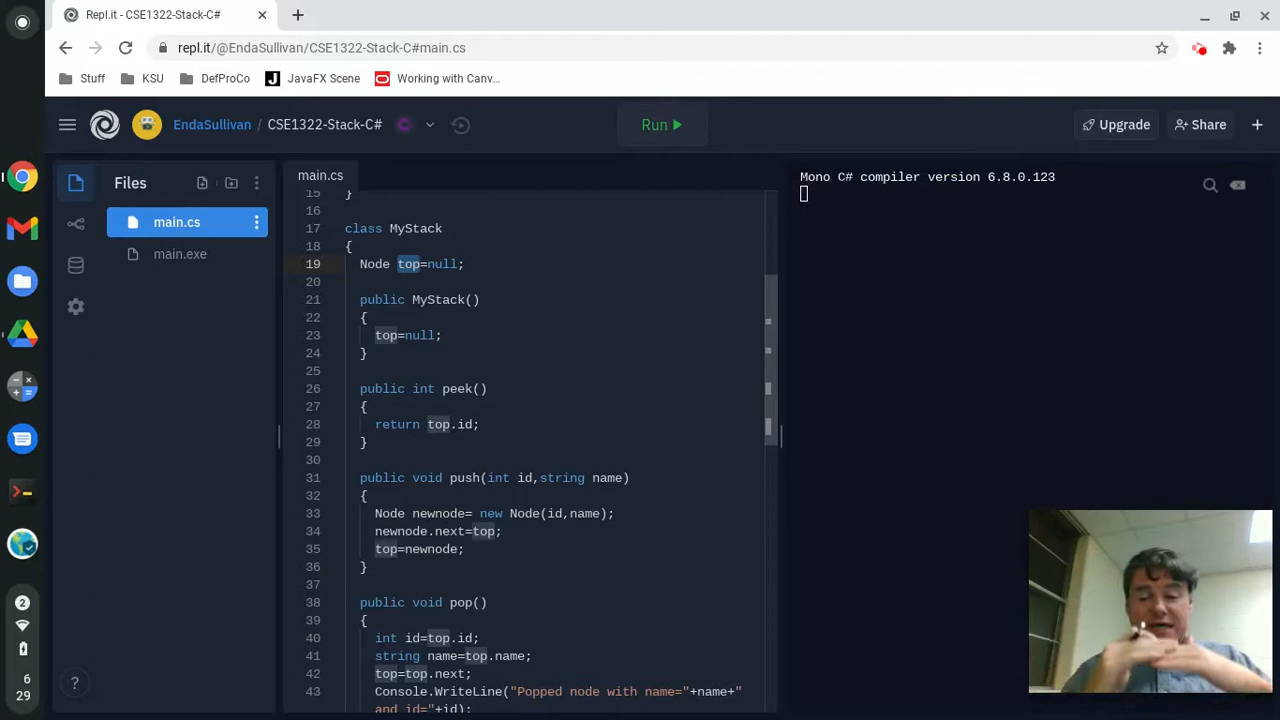 Repl.it - CSE1322-Stack-C#
repl.it/@EndaSullivan/CSE1322-Stack-C#main.cs
Stuff KSU DefProCo JavaFX Scene Working with Canv...
EndaSullivan / CSE1322-Stack-C# Run Upgrade Share
Files
main.cs
main.cs
main.exe
15 }
16
17 class MyStack
18 {
19 Node top=null;
20
21 public MyStack()
22 {
23 top=null;
24 }
25
26 public int peek()
27 {
28 return top.id;
29 }
30
31 public void push(int id,string name)
32 {
33 Node newnode= new Node(id,name);
34 newnode.next=top;
35 top=newnode;
36 }
37
38 public void pop()
39 {
40 int id=top.id;
41 string name=top.name;
42 top=top.next;
43 Console.WriteLine("Popped node with name="+name+"
and id="+id);
Mono C# compiler version 6.8.0.123
2
6
29
?